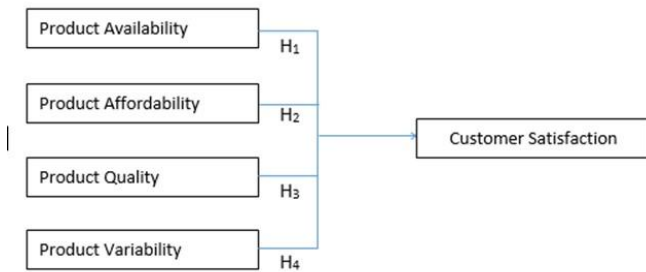 Product Availability
H₁
Product Affordability
H₂
Customer Satisfaction
Product Quality
H₃
Product Variability
H₄